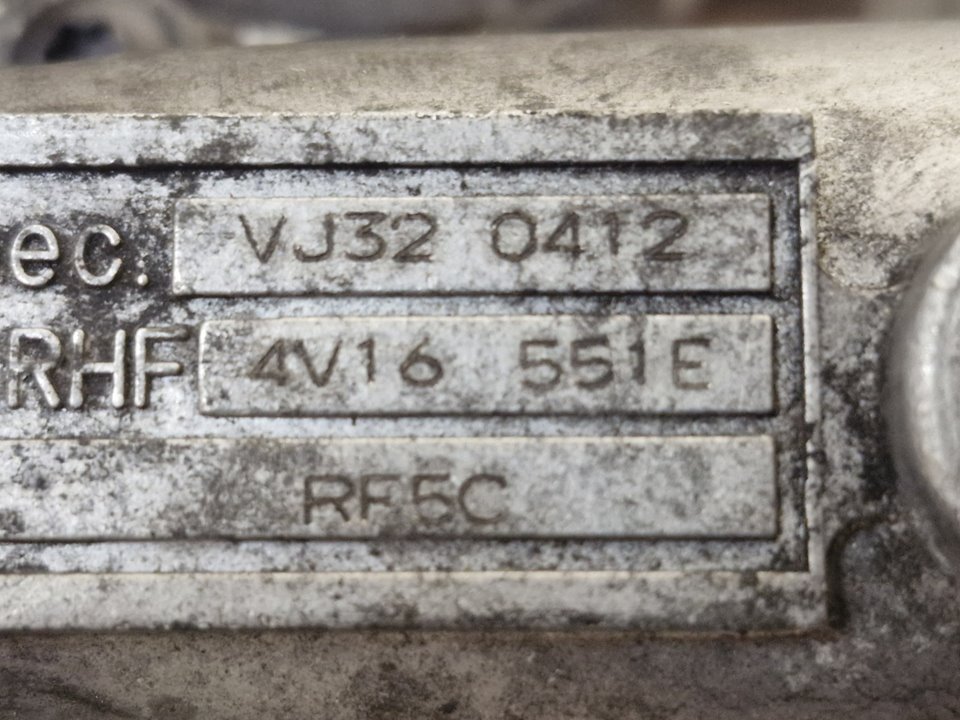 ec. VJ32 0412
RHF 4V16 551E
RF5C